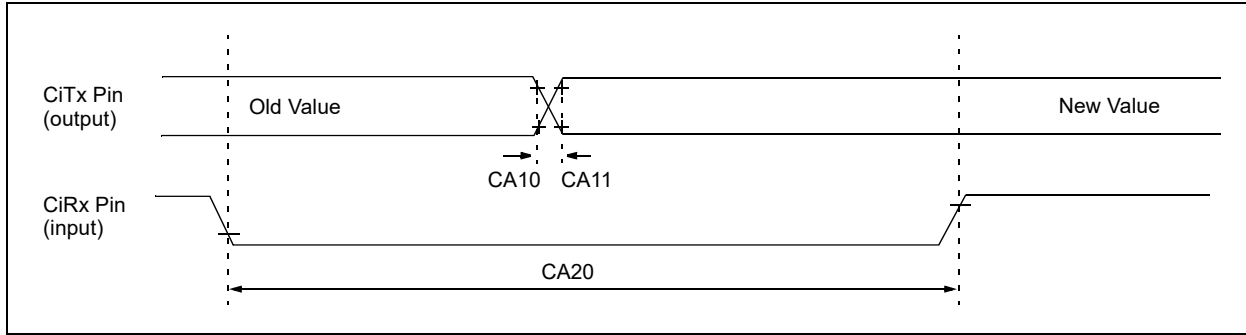 CiTx Pin
(output)
Old Value
New Value
CA10 CA11
CiRx Pin
(input)
CA20